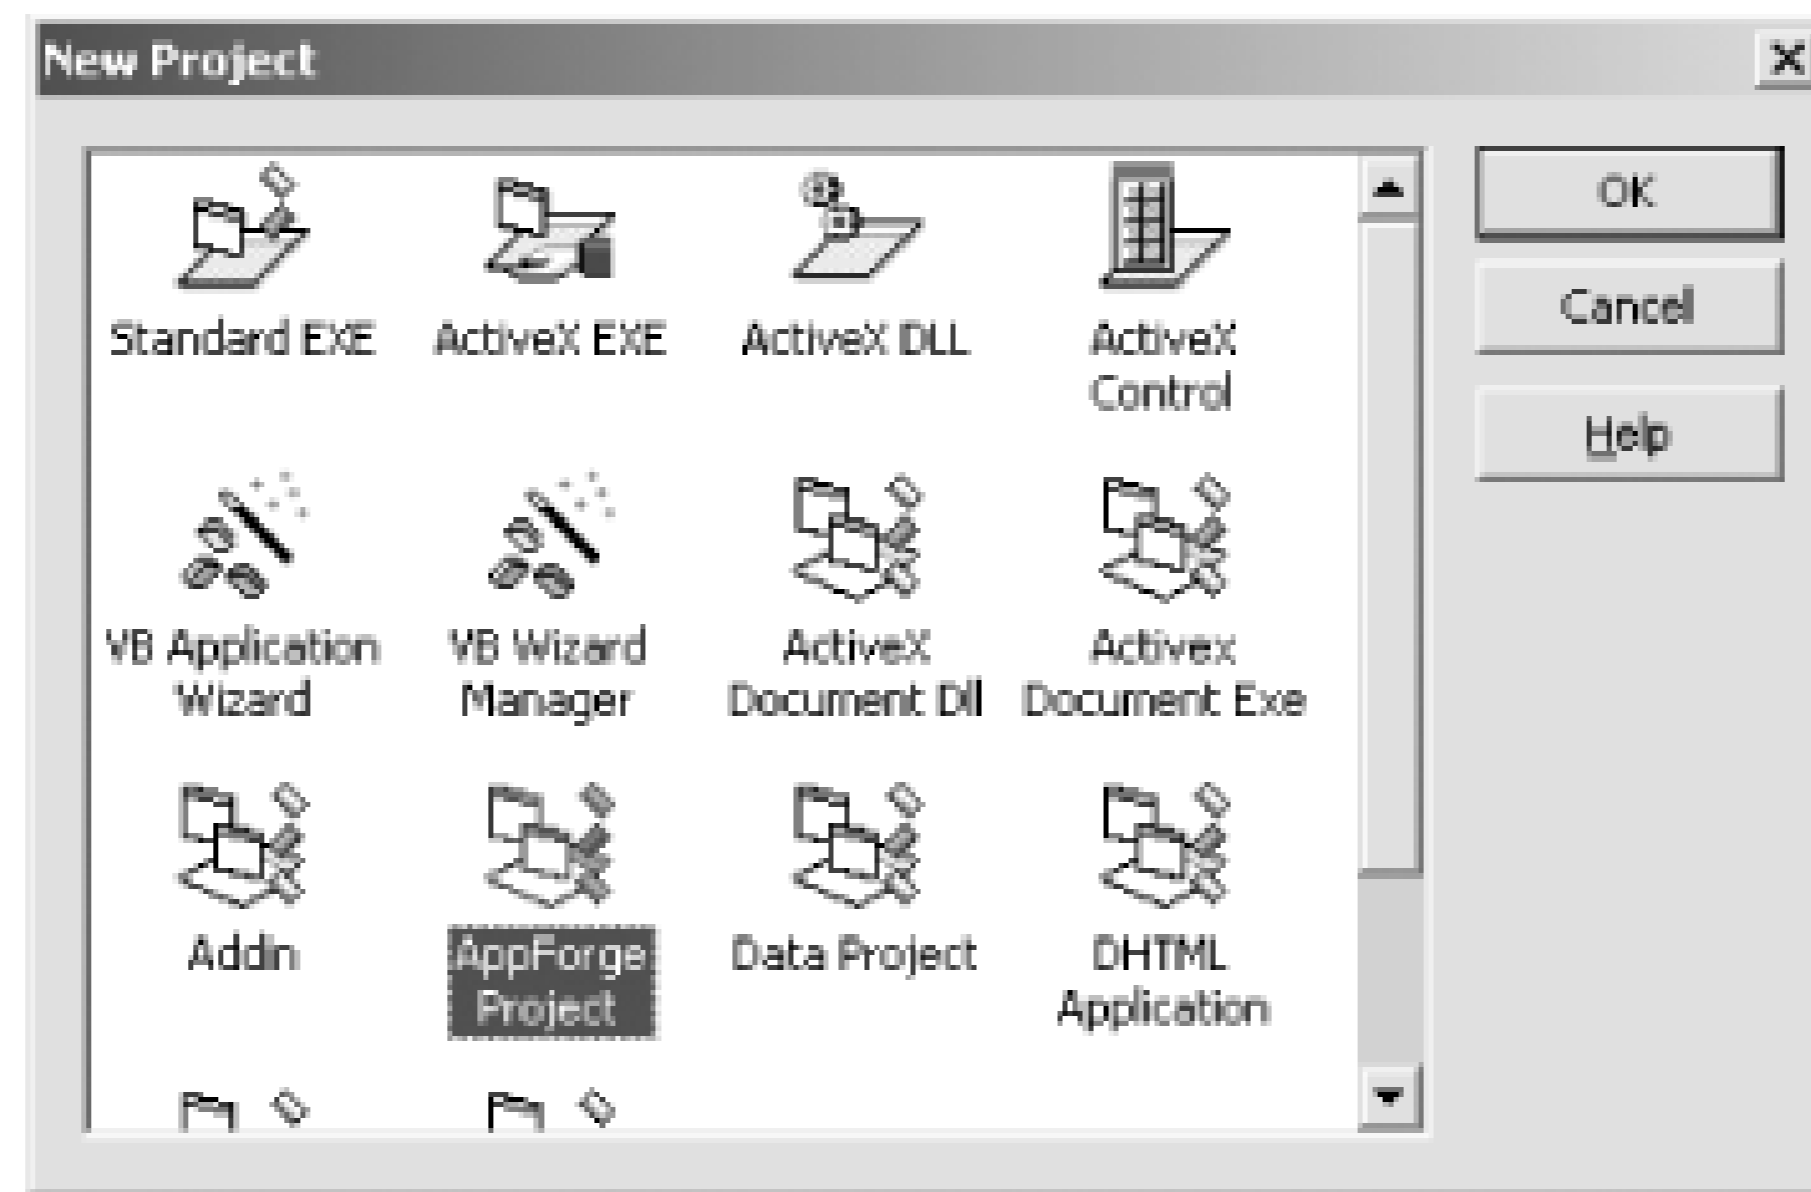 New Project
Standard EXE
ActiveX EXE
ActiveX DLL
ActiveX
Control
VB Application
Wizard
VB Wizard
Manager
ActiveX
Document Dll
Activex
Document Exe
Addin
AppForge
Project
Data Project
DHTML
Application
OK
Cancel
Help